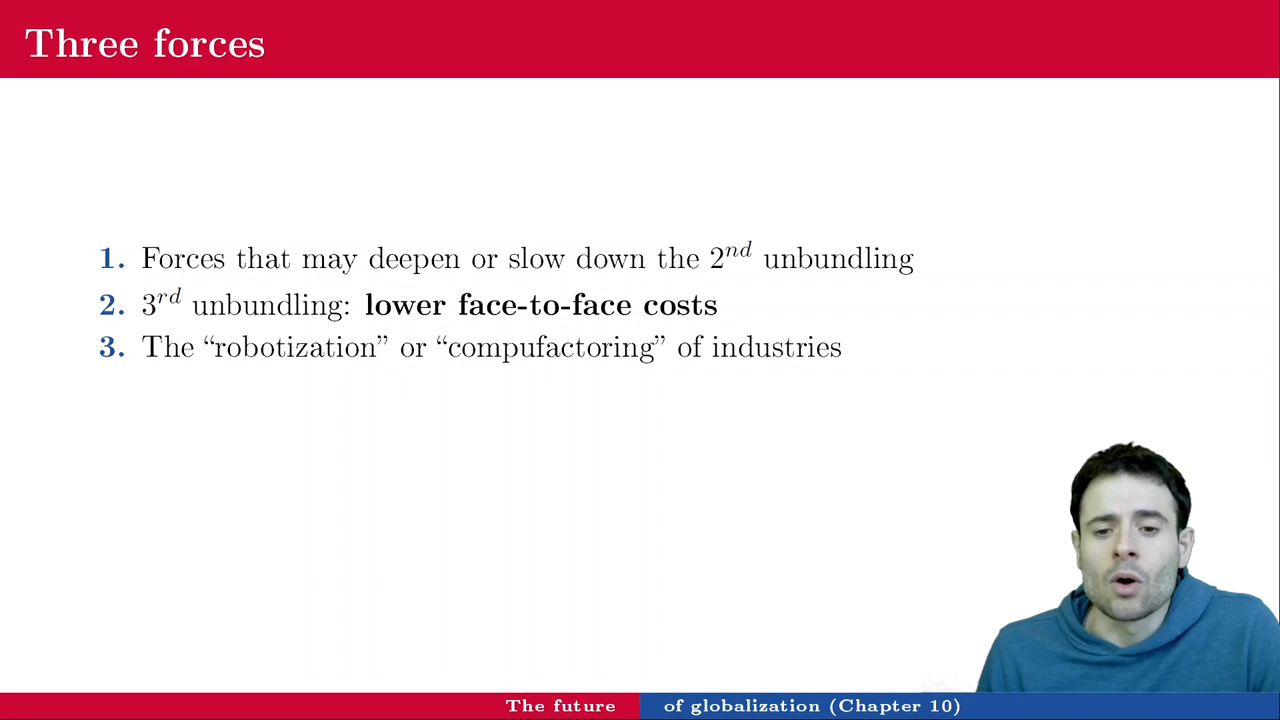 Three forces
1. Forces that may deepen or slow down the 2nd unbundling
2. 3rd unbundling: lower face-to-face costs
3. The “robotization” or “compufactoring” of industries
The future of globalization (Chapter 10)